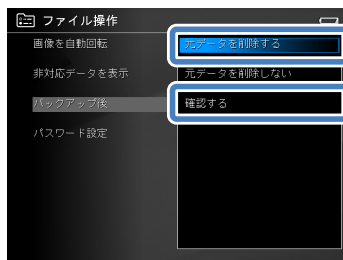 ファイル操作
画像を自動回転
元データを削除する
非対応データを表示
元データを削除しない
バックアップ後
確認する
パスワード設定